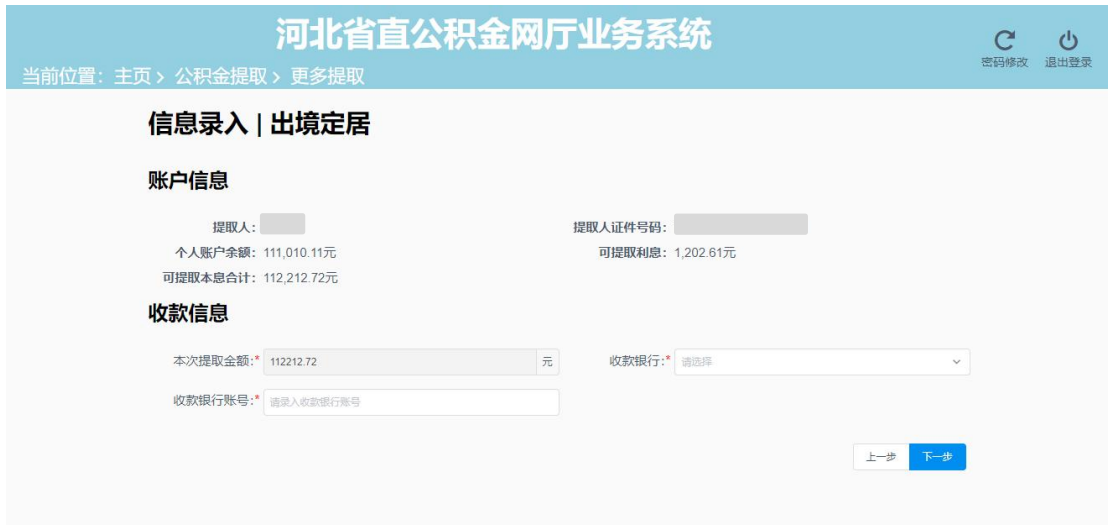 河北省直公积金网厅业务系统
密码修改 退出登录
当前位置：主页 > 公积金提取 > 更多提取
信息录入 | 出境定居
账户信息
提取人： 提取人证件号码：
个人账户余额：111,010.11元 可提取利息：1,202.61元
可提取本息合计：112,212.72元
收款信息
本次提取金额:* 112212.72 元 收款银行:* 请选择
收款银行账号:* 请录入收款银行账号
上一步 下一步